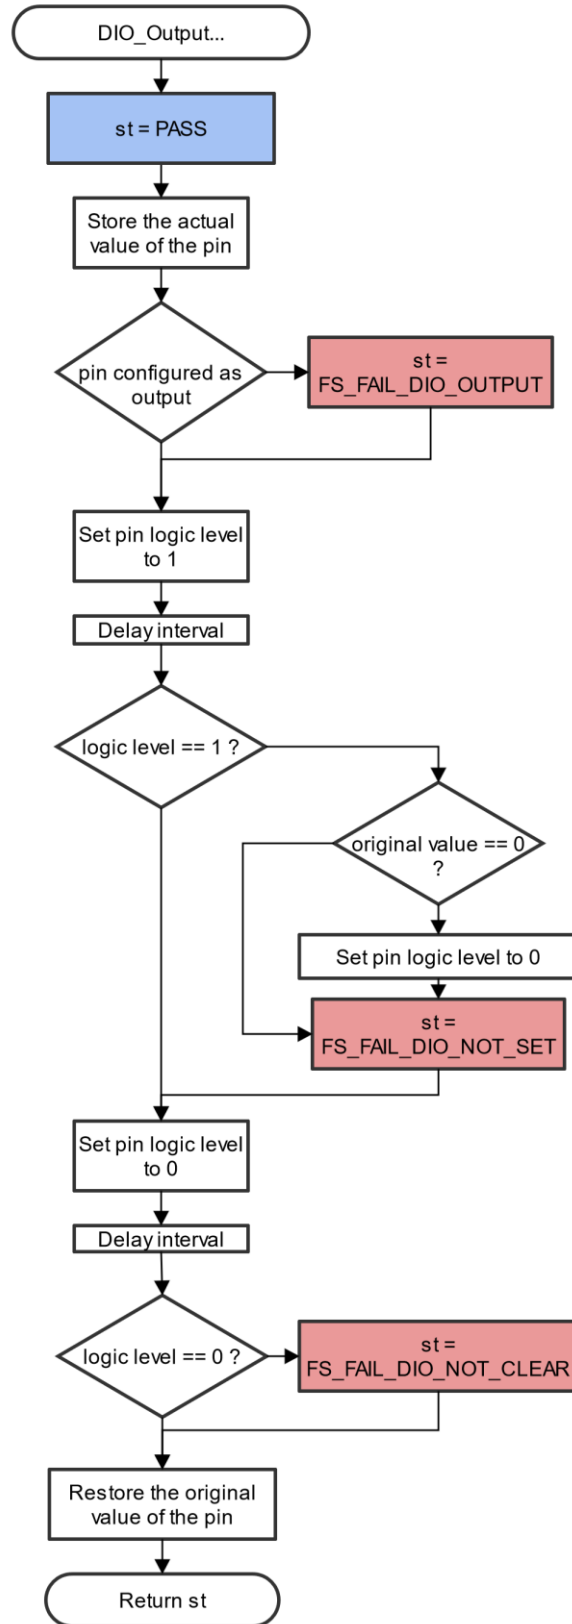 DIO_Output...
st = PASS
Store the actual
value of the pin
pin configured as
output
st =
FS_FAIL_DIO_OUTPUT
Set pin logic level
to 1
Delay interval
logic level == 1 ?
original value == 0
?
Set pin logic level to 0
st =
FS_FAIL_DIO_NOT_SET
Set pin logic level
to 0
Delay interval
logic level == 0 ?
st =
FS_FAIL_DIO_NOT_CLEAR
Restore the original
value of the pin
Return st